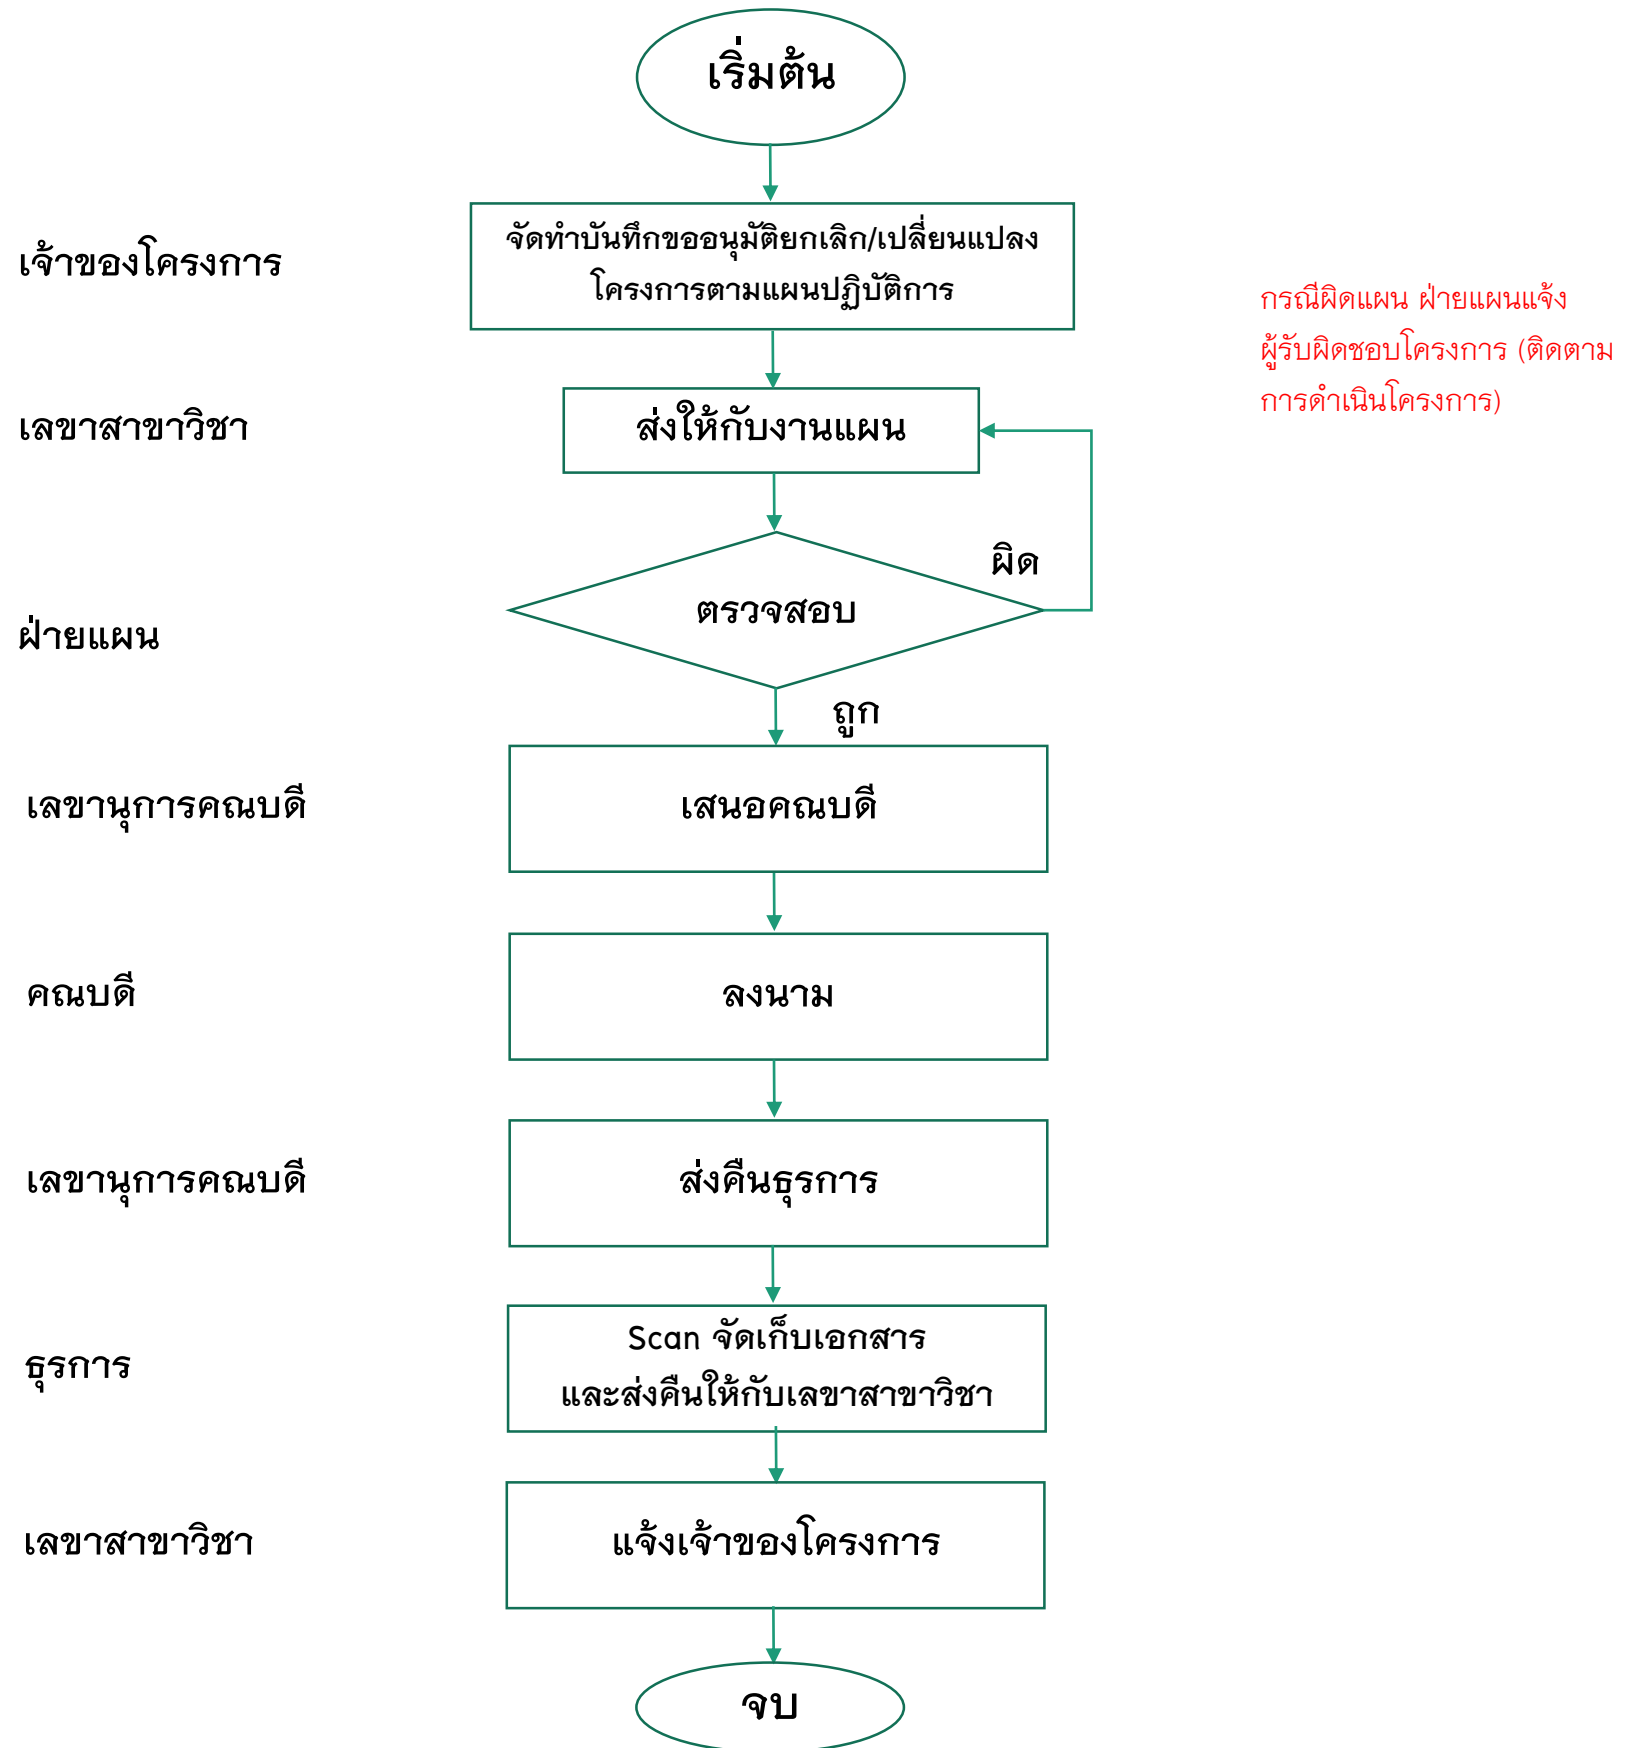 เริ่มต้น
เจ้าของโครงการ
จัดทำบันทึกขออนุมัติยกเลิก/เปลี่ยนแปลง
โครงการตามแผนปฏิบัติการ
กรณีผิดแผน ฝ่ายแผนแจ้ง
ผู้รับผิดชอบโครงการ (ติดตาม
การดำเนินโครงการ)
เลขาสาขาวิชา
ส่งให้กับงานแผน
ผิด
ฝ่ายแผน
ตรวจสอบ
ถูก
เลขานุการคณบดี
เสนอคณบดี
คณบดี
ลงนาม
เลขานุการคณบดี
ส่งคืนธุรการ
ธุรการ
Scan จัดเก็บเอกสาร
และส่งคืนให้กับเลขาสาขาวิชา
เลขาสาขาวิชา
แจ้งเจ้าของโครงการ
จบ